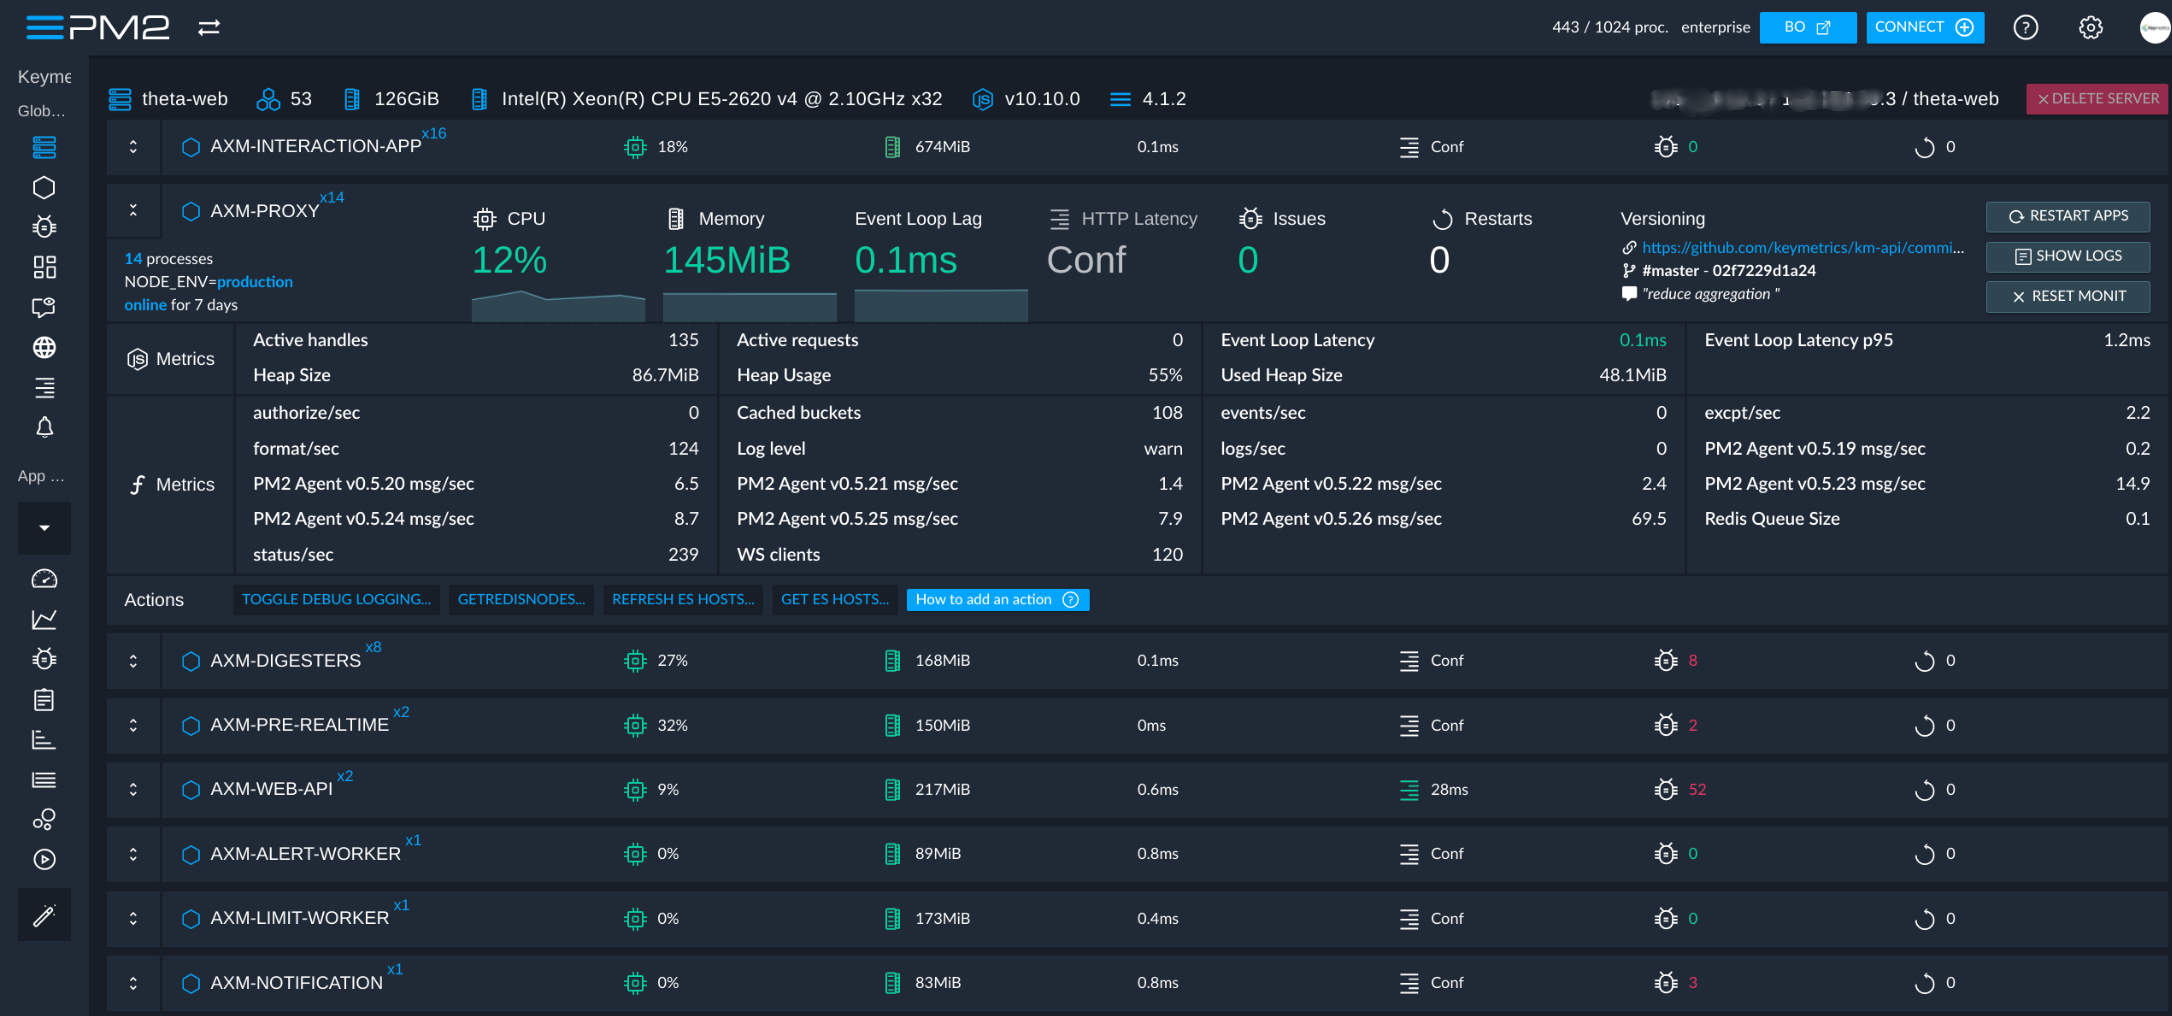 PM2
443 / 1024 proc. enterprise BO CONNECT
Keyme
Glob...
App ...
theta-web 53 126GiB Intel(R) Xeon(R) CPU E5-2620 v4 @ 2.10GHz x32 v10.10.0 4.1.2 .3 / theta-web × DELETE SERVER
AXM-INTERACTION-APP x16 18% 674MiB 0.1ms Conf 0 0
AXM-PROXY x14
14 processes
NODE_ENV=production
online for 7 days
CPU
12%
Memory
145MiB
Event Loop Lag
0.1ms
HTTP Latency
Conf
Issues
0
Restarts
0
Versioning
https://github.com/keymetrics/km-api/commi...
#master - 02f7229d1a24
"reduce aggregation "
RESTART APPS
SHOW LOGS
RESET MONIT
Metrics
Active handles 135 Active requests 0 Event Loop Latency 0.1ms Event Loop Latency p95 1.2ms
Heap Size 86.7MiB Heap Usage 55% Used Heap Size 48.1MiB
Metrics
authorize/sec 0 Cached buckets 108 events/sec 0 excpt/sec 2.2
format/sec 124 Log level warn logs/sec 0 PM2 Agent v0.5.19 msg/sec 0.2
PM2 Agent v0.5.20 msg/sec 6.5 PM2 Agent v0.5.21 msg/sec 1.4 PM2 Agent v0.5.22 msg/sec 2.4 PM2 Agent v0.5.23 msg/sec 14.9
PM2 Agent v0.5.24 msg/sec 8.7 PM2 Agent v0.5.25 msg/sec 7.9 PM2 Agent v0.5.26 msg/sec 69.5 Redis Queue Size 0.1
status/sec 239 WS clients 120
Actions TOGGLE DEBUG LOGGING... GETREDISNODES... REFRESH ES HOSTS... GET ES HOSTS... How to add an action
AXM-DIGESTERS x8 27% 168MiB 0.1ms Conf 8 0
AXM-PRE-REALTIME x2 32% 150MiB 0ms Conf 2 0
AXM-WEB-API x2 9% 217MiB 0.6ms 28ms 52 0
AXM-ALERT-WORKER x1 0% 89MiB 0.8ms Conf 0 0
AXM-LIMIT-WORKER x1 0% 173MiB 0.4ms Conf 0 0
AXM-NOTIFICATION x1 0% 83MiB 0.8ms Conf 3 0